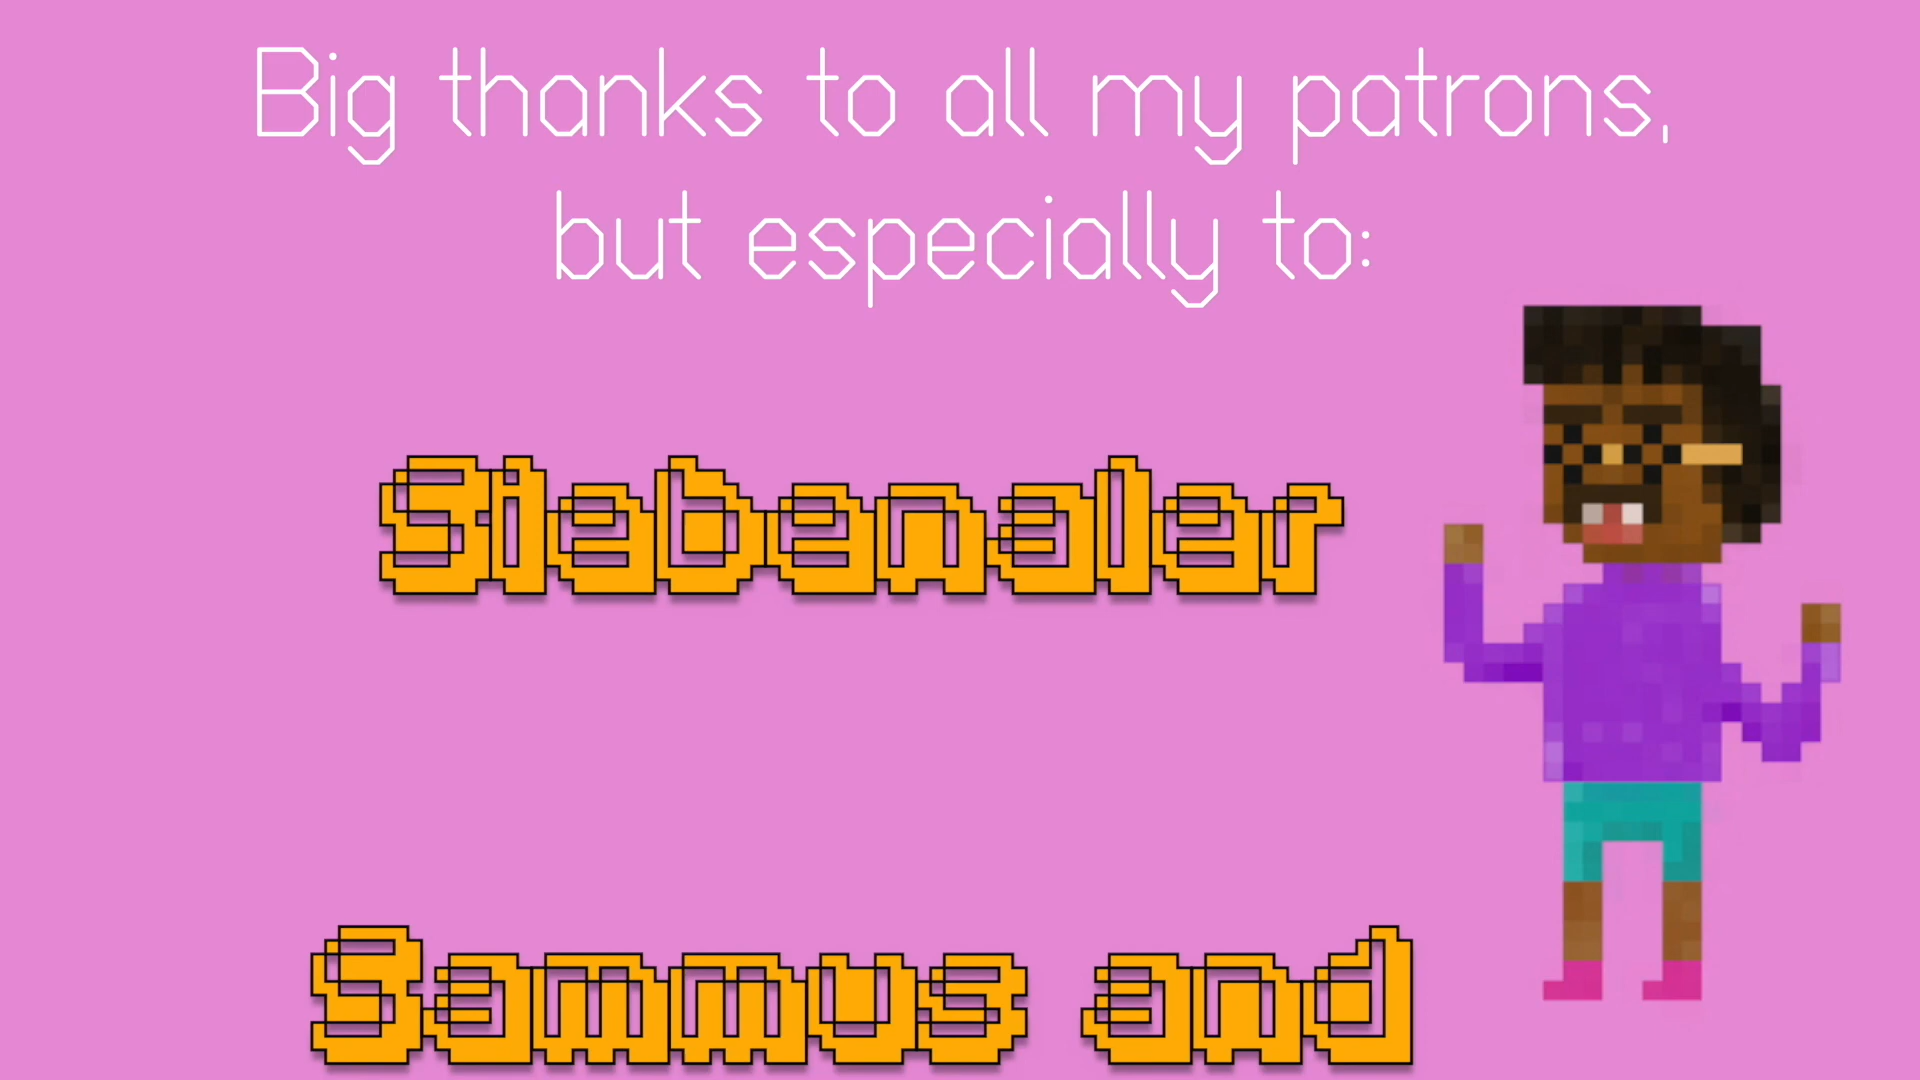 Big thanks to all my patrons,
but especially to:
Siebenaler
Sammus and